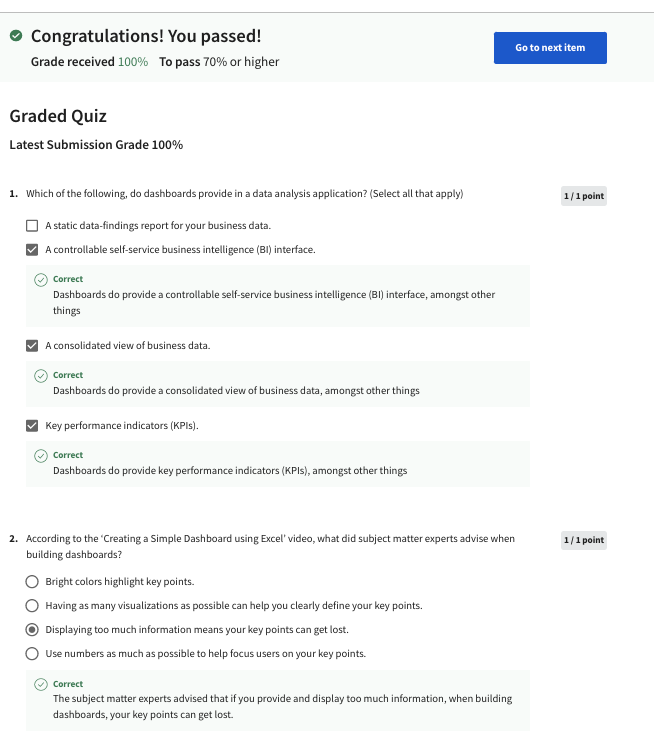 Congratulations! You passed!
Grade received 100% To pass 70% or higher
Go to next item
Graded Quiz
Latest Submission Grade 100%
1. Which of the following, do dashboards provide in a data analysis application? (Select all that apply)
1 / 1 point
A static data-findings report for your business data.
A controllable self-service business intelligence (BI) interface.
Correct
Dashboards do provide a controllable self-service business intelligence (BI) interface, amongst other
things
A consolidated view of business data.
Correct
Dashboards do provide a consolidated view of business data, amongst other things
Key performance indicators (KPIs).
Correct
Dashboards do provide key performance indicators (KPIs), amongst other things
2. According to the ‘Creating a Simple Dashboard using Excel’ video, what did subject matter experts advise when
building dashboards?
1 / 1 point
Bright colors highlight key points.
Having as many visualizations as possible can help you clearly define your key points.
Displaying too much information means your key points can get lost.
Use numbers as much as possible to help focus users on your key points.
Correct
The subject matter experts advised that if you provide and display too much information, when building
dashboards, your key points can get lost.